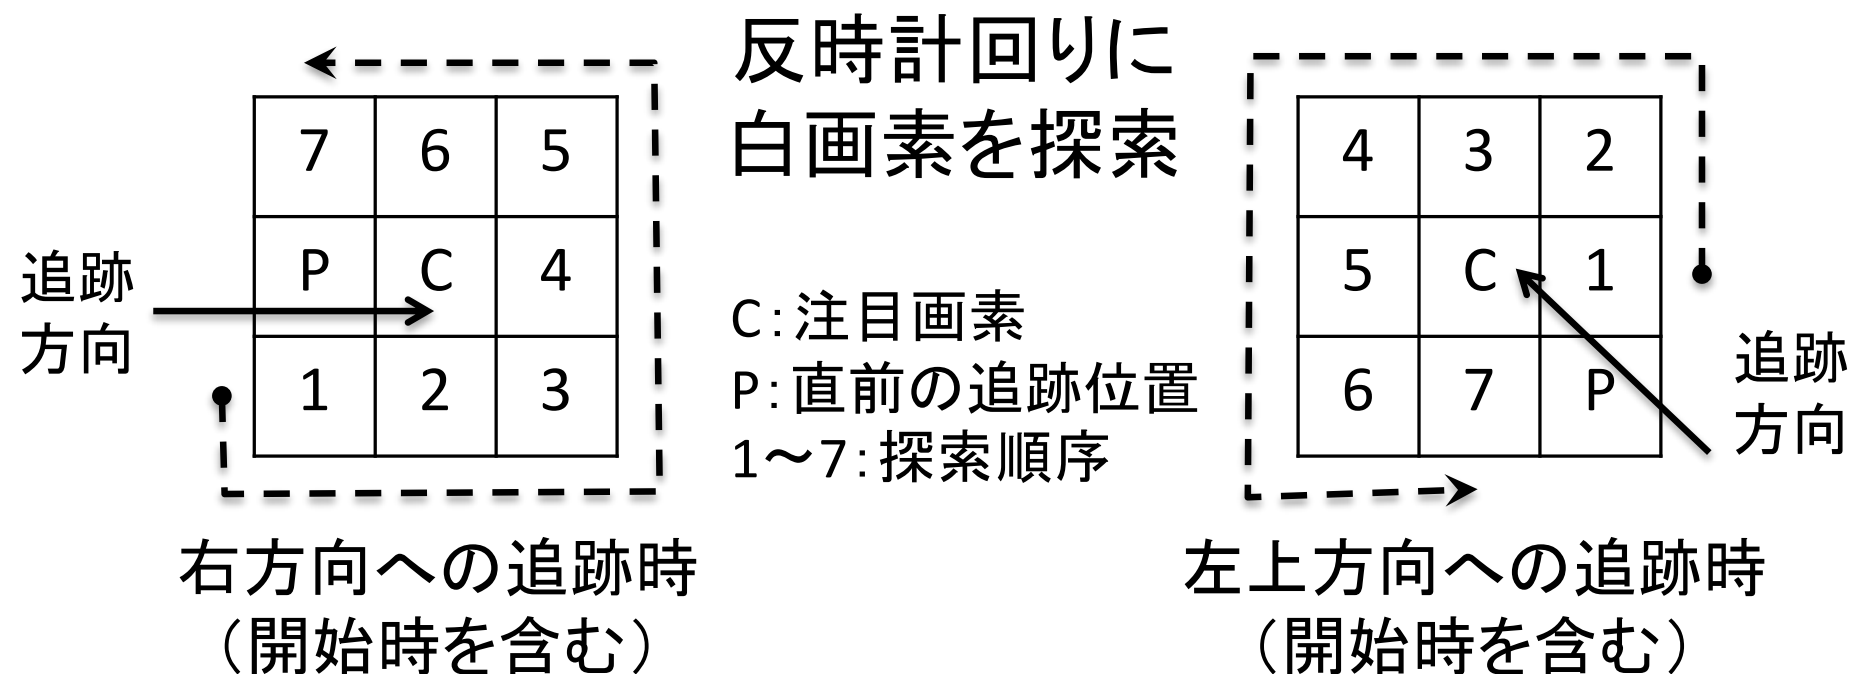 反時計回りに
白画素を探索
7 6 5
P C 4
1 2 3
追跡
方向
右方向への追跡時
(開始時を含む)
C:注目画素
P:直前の追跡位置
1〜7:探索順序
4 3 2
5 C 1
6 7 P
追跡
方向
左上方向への追跡時
(開始時を含む)